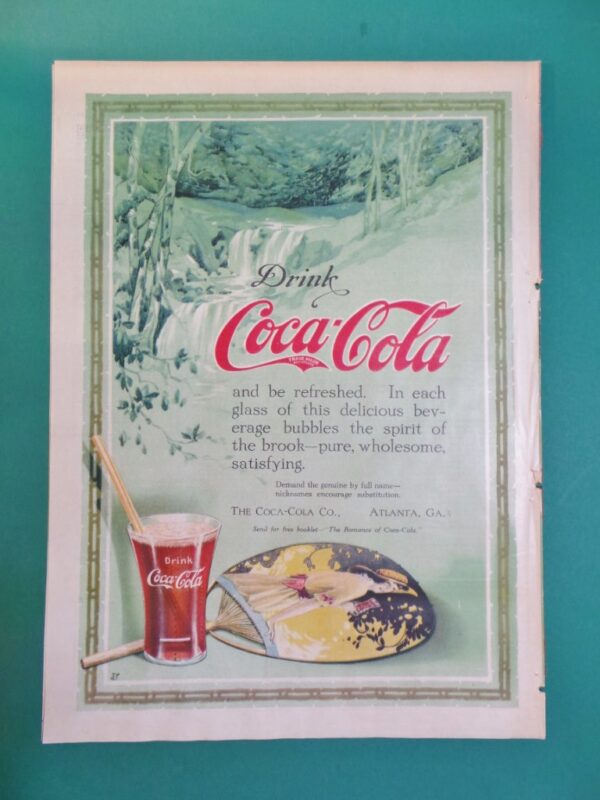 Drink
Coca-Cola
TRADE MARK
and be refreshed. In each
glass of this delicious bev-
erage bubbles the spirit of
the brook—pure, wholesome,
satisfying.
Demand the genuine by full name—
nicknames encourage substitution.
THE COCA-COLA CO., ATLANTA, GA.
Send for free booklet—"The Romance of Coca-Cola."
Drink
Coca-Cola